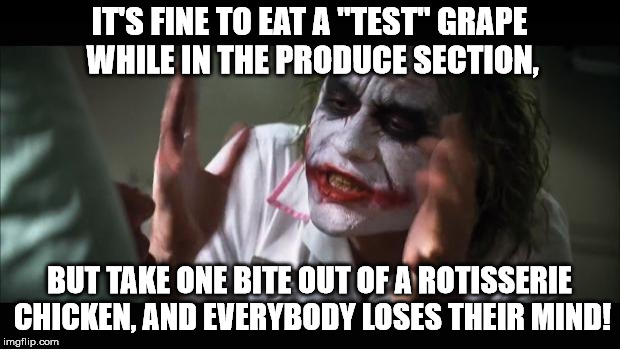 IT'S FINE TO EAT A "TEST" GRAPE
WHILE IN THE PRODUCE SECTION,
BUT TAKE ONE BITE OUT OF A ROTISSERIE
CHICKEN, AND EVERYBODY LOSES THEIR MIND!
imgflip.com